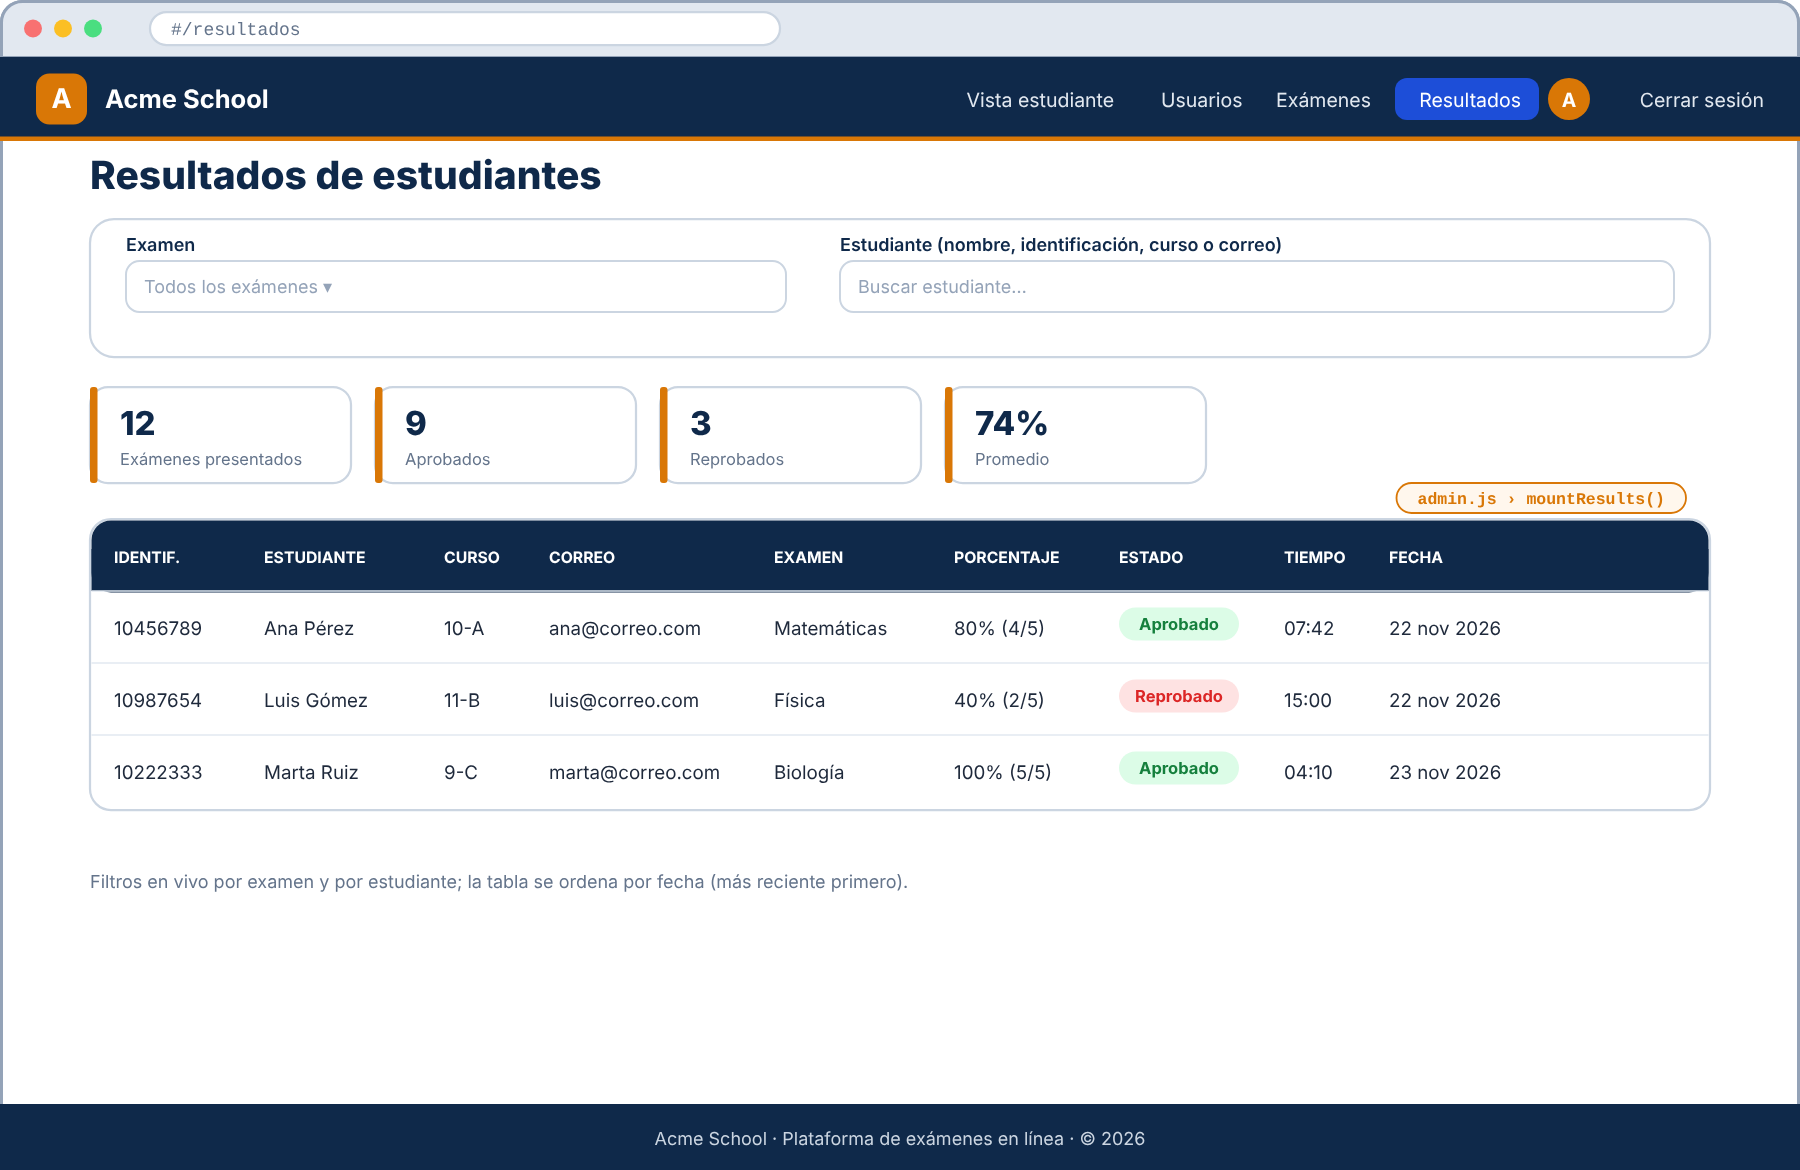 #/resultados
A Acme School Vista estudiante Usuarios Exámenes Resultados A Cerrar sesión
Resultados de estudiantes
Examen Estudiante (nombre, identificación, curso o correo)
Todos los exámenes ▾ Buscar estudiante...
12 9 3 74%
Exámenes presentados Aprobados Reprobados Promedio
admin.js › mountResults()
IDENTIF. ESTUDIANTE CURSO CORREO EXAMEN PORCENTAJE ESTADO TIEMPO FECHA
10456789 Ana Pérez 10-A ana@correo.com Matemáticas 80% (4/5) Aprobado 07:42 22 nov 2026
10987654 Luis Gómez 11-B luis@correo.com Física 40% (2/5) Reprobado 15:00 22 nov 2026
10222333 Marta Ruiz 9-C marta@correo.com Biología 100% (5/5) Aprobado 04:10 23 nov 2026
Filtros en vivo por examen y por estudiante; la tabla se ordena por fecha (más reciente primero).
Acme School · Plataforma de exámenes en línea · © 2026